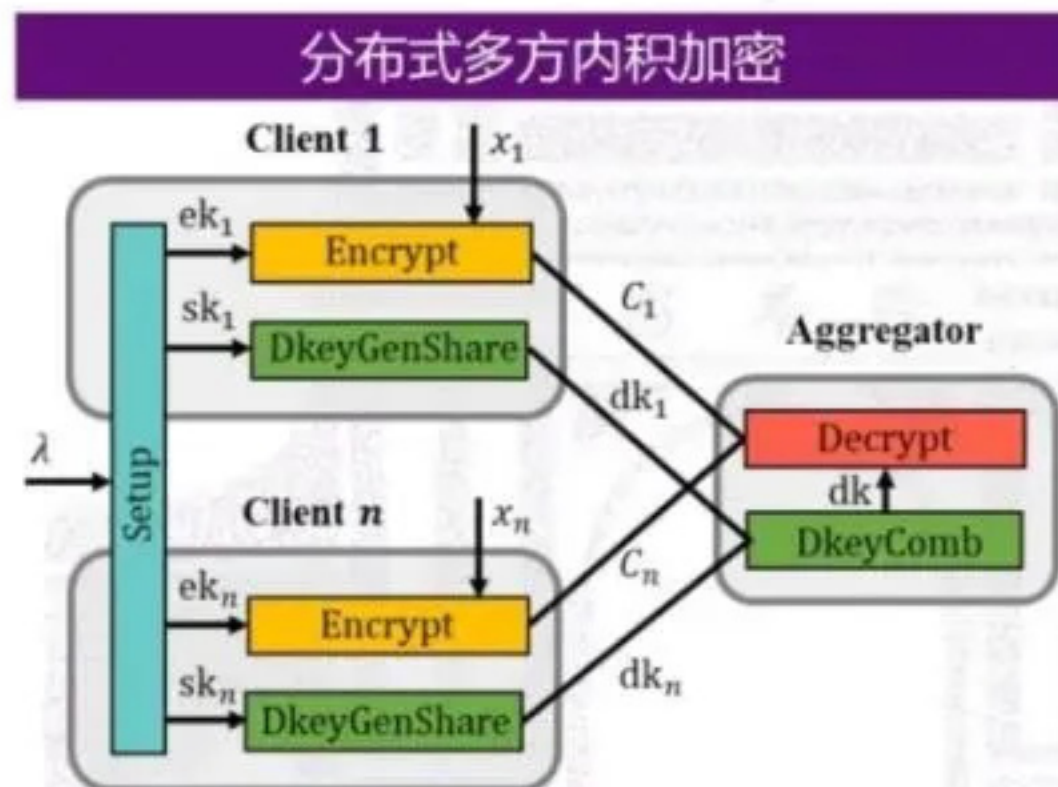 分布式多方内积加密
Client 1
x₁
ek₁
Encrypt
sk₁
DkeyGenShare
C₁
dk₁
Aggregator
Decrypt
dk
DkeyComb
λ
Setup
Client n
xₙ
ekₙ
Encrypt
Cₙ
skₙ
DkeyGenShare
dkₙ